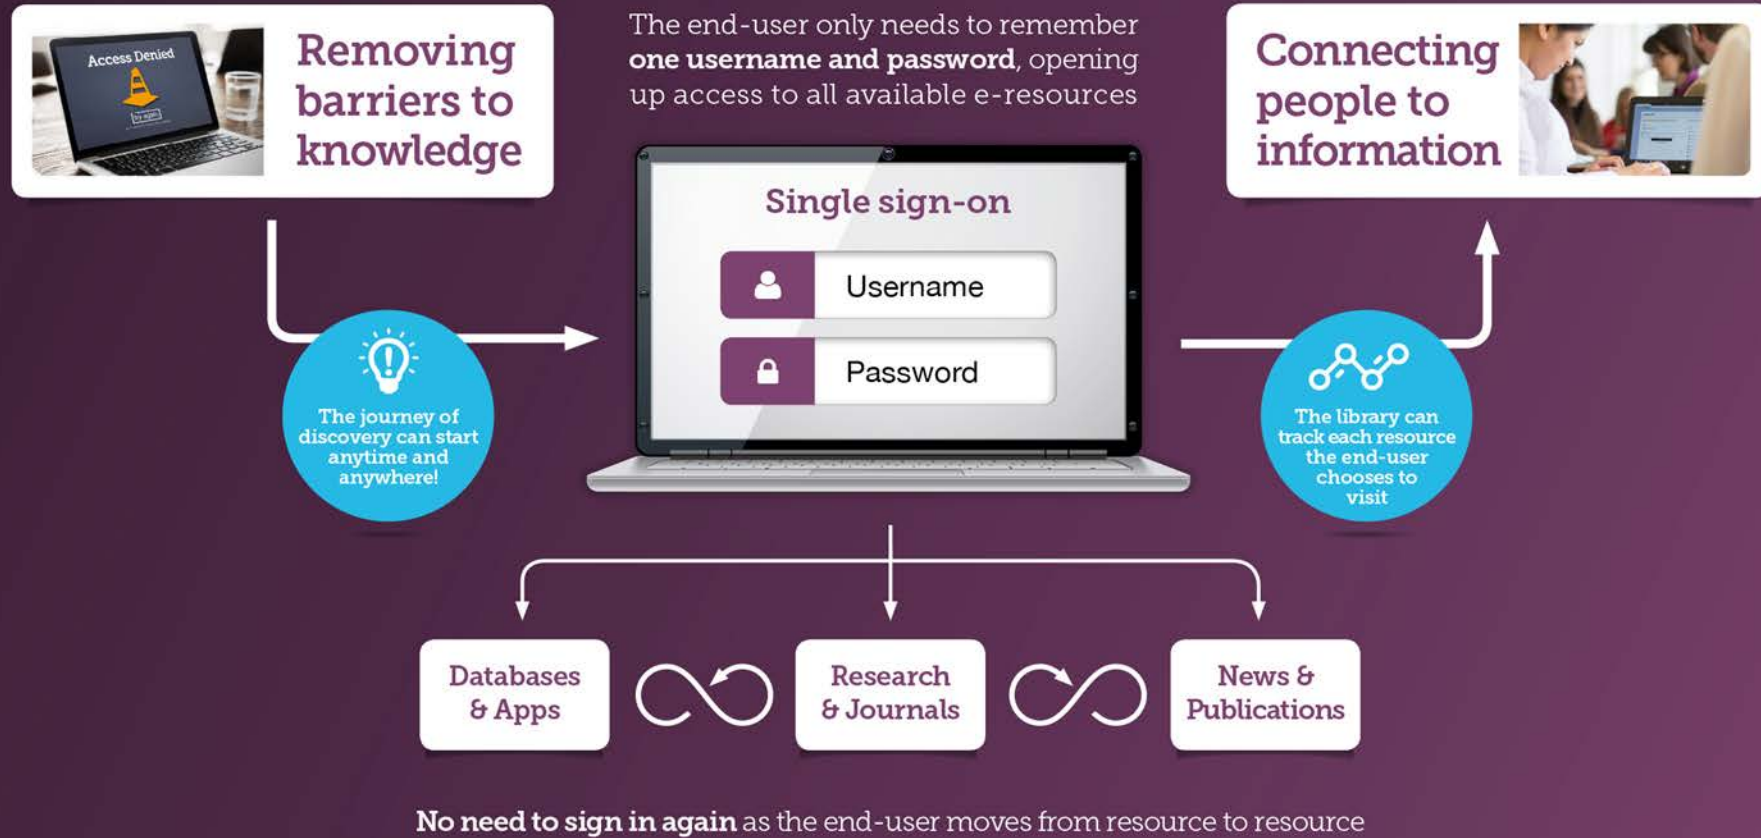 Access Denied
try again
Removing
barriers to
knowledge
The end-user only needs to remember
one username and password, opening
up access to all available e-resources
Connecting
people to
information
Single sign-on
Username
Password
The journey of
discovery can start
anytime and
anywhere!
The library can
track each resource
the end-user
chooses to
visit
Databases
& Apps
Research
& Journals
News &
Publications
No need to sign in again as the end-user moves from resource to resource